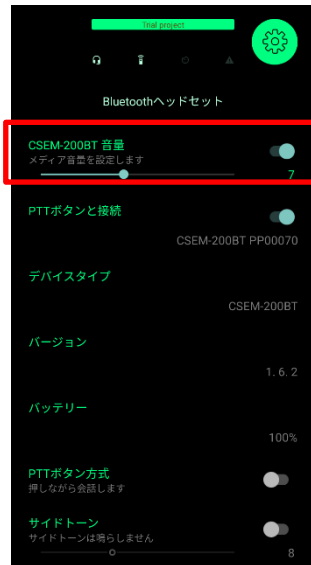 Trial project
Bluetoothヘッドセット
CSEM-200BT 音量
メディア音量を設定します
7
PTTボタンと接続
CSEM-200BT PP00070
デバイスタイプ
CSEM-200BT
バージョン
1.6.2
バッテリー
100%
PTTボタン方式
押しながら会話します
サイドトーン
サイドトーンは鳴らしません
8